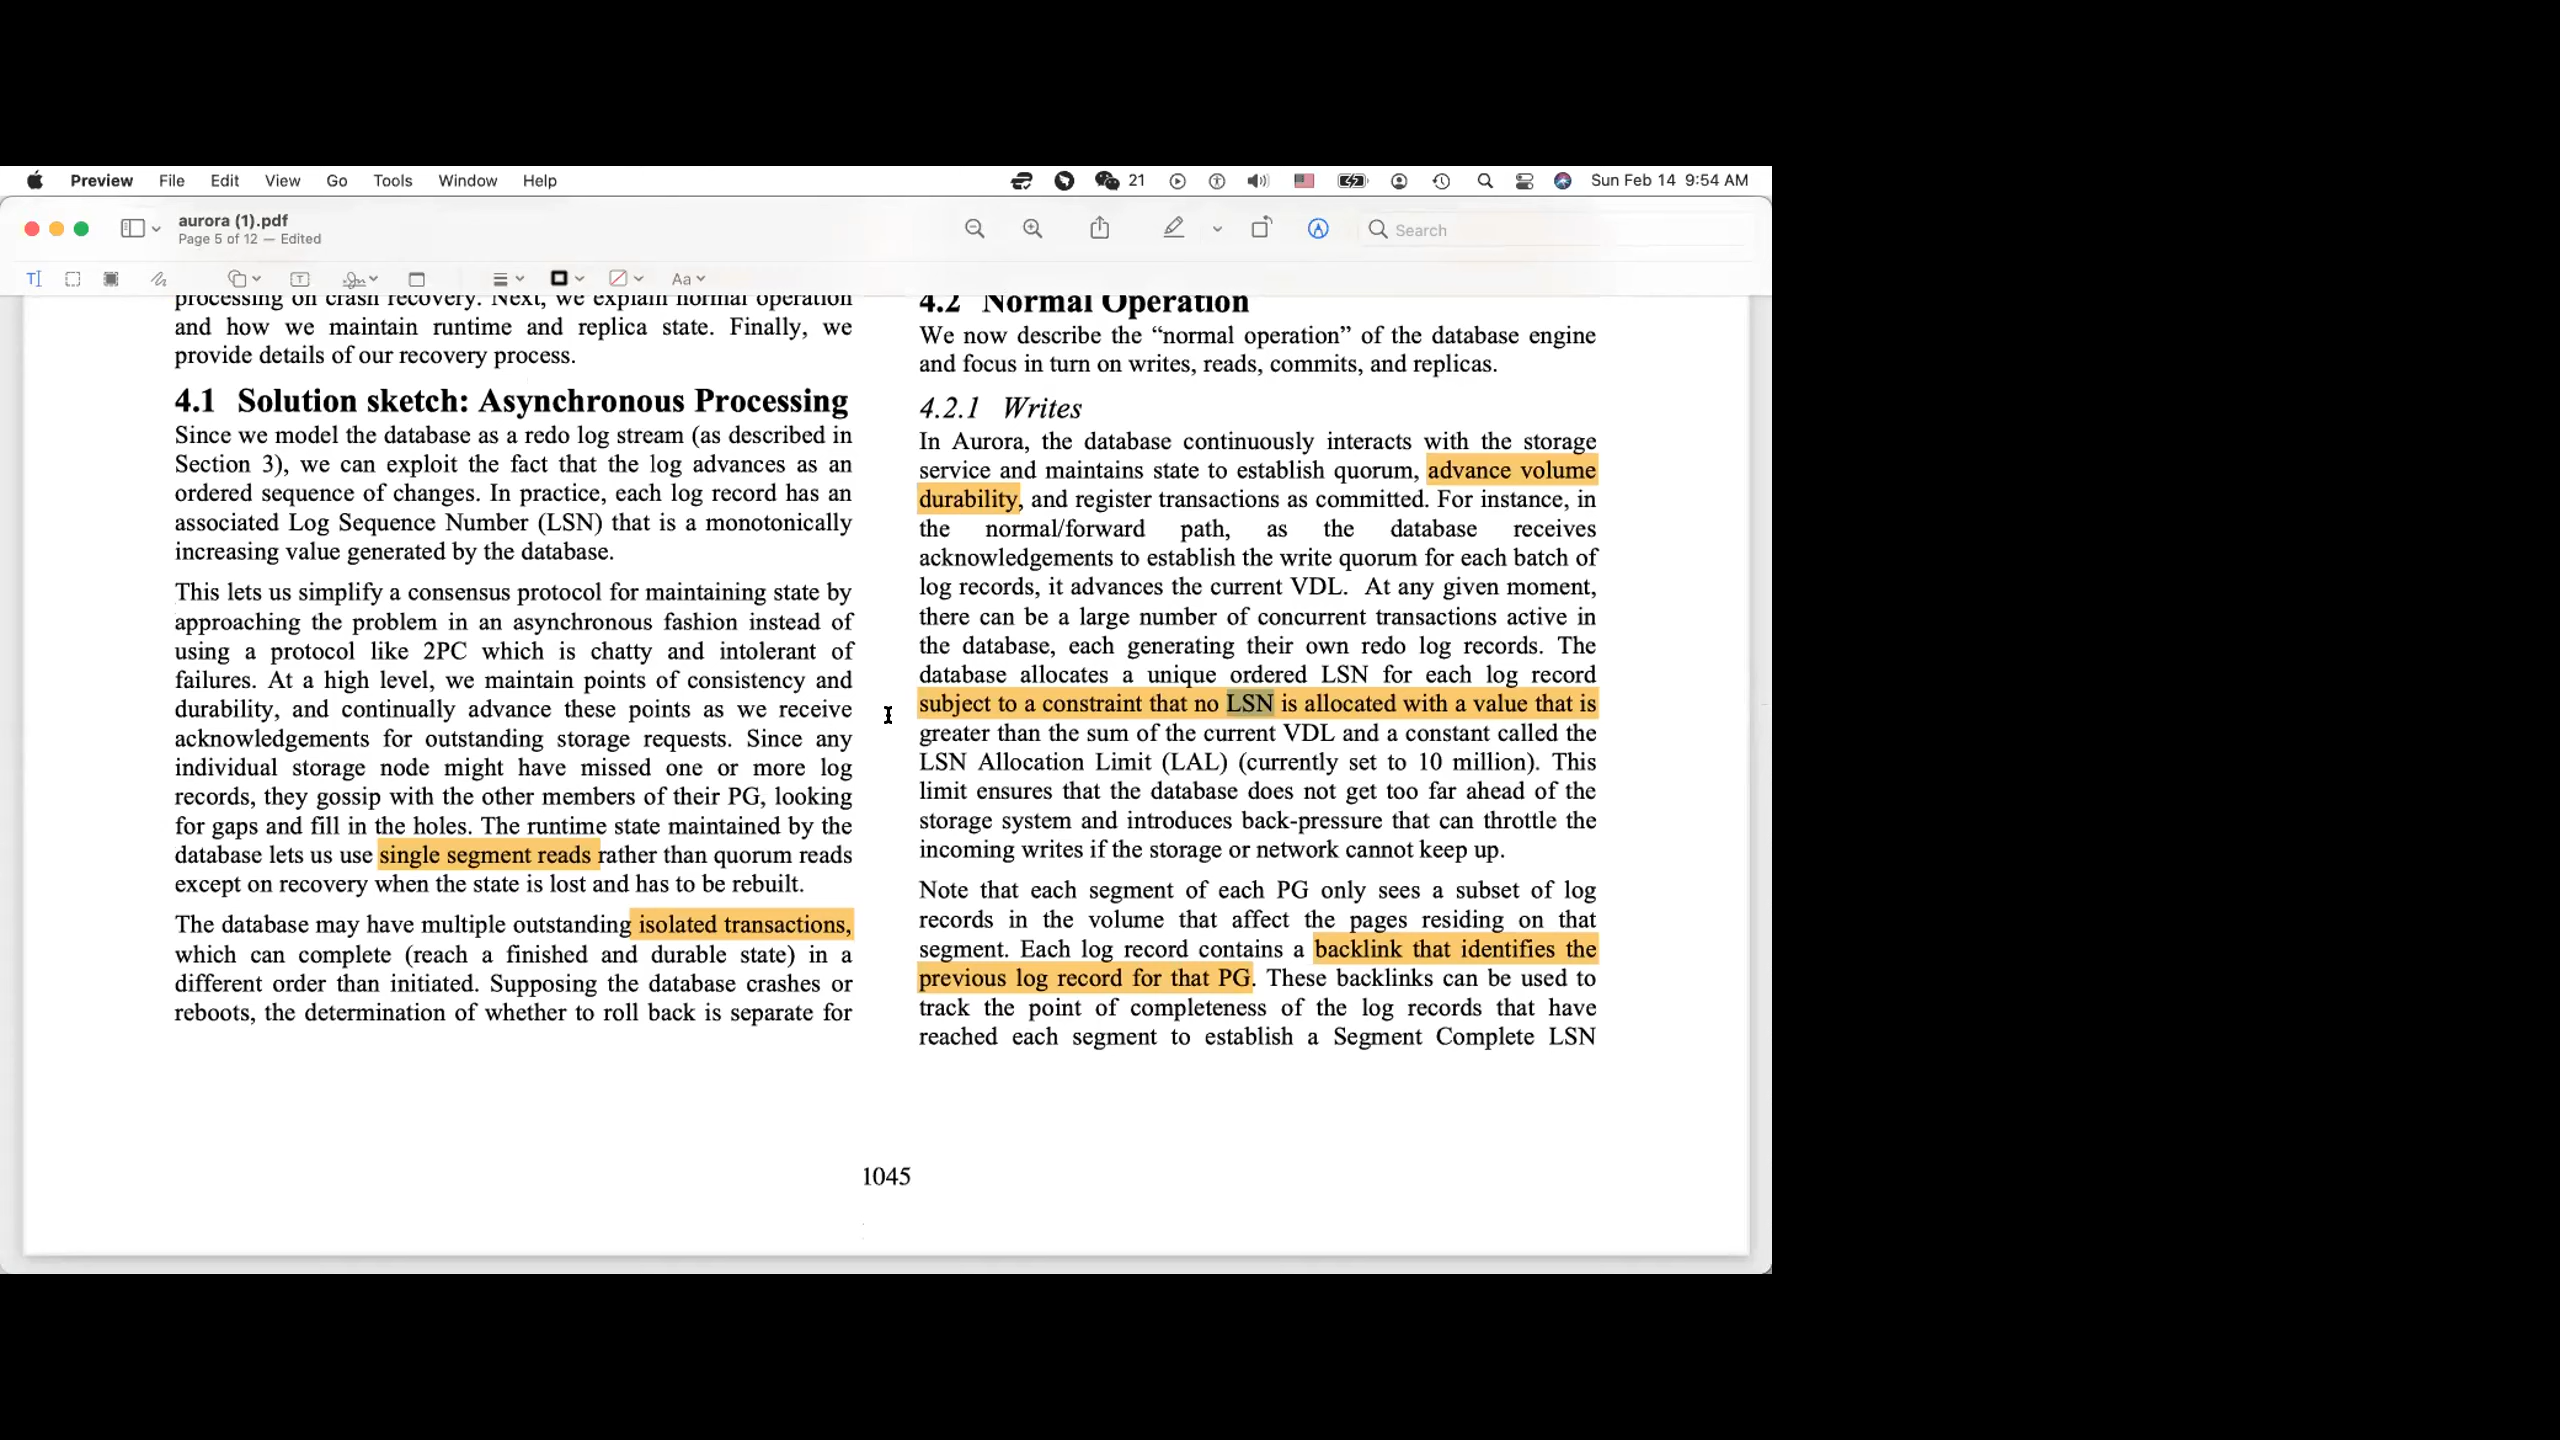 Preview File Edit View Go Tools Window Help 21 Sun Feb 14 9:54 AM
aurora (1).pdf
Page 5 of 12 — Edited
Search
Aa
processing on crash recovery. Next, we explain normal operation
and how we maintain runtime and replica state. Finally, we
provide details of our recovery process.
4.1 Solution sketch: Asynchronous Processing
Since we model the database as a redo log stream (as described in
Section 3), we can exploit the fact that the log advances as an
ordered sequence of changes. In practice, each log record has an
associated Log Sequence Number (LSN) that is a monotonically
increasing value generated by the database.
This lets us simplify a consensus protocol for maintaining state by
approaching the problem in an asynchronous fashion instead of
using a protocol like 2PC which is chatty and intolerant of
failures. At a high level, we maintain points of consistency and
durability, and continually advance these points as we receive
acknowledgements for outstanding storage requests. Since any
individual storage node might have missed one or more log
records, they gossip with the other members of their PG, looking
for gaps and fill in the holes. The runtime state maintained by the
database lets us use single segment reads rather than quorum reads
except on recovery when the state is lost and has to be rebuilt.
The database may have multiple outstanding isolated transactions,
which can complete (reach a finished and durable state) in a
different order than initiated. Supposing the database crashes or
reboots, the determination of whether to roll back is separate for
4.2 Normal Operation
We now describe the “normal operation” of the database engine
and focus in turn on writes, reads, commits, and replicas.
4.2.1 Writes
In Aurora, the database continuously interacts with the storage
service and maintains state to establish quorum, advance volume
durability, and register transactions as committed. For instance, in
the normal/forward path, as the database receives
acknowledgements to establish the write quorum for each batch of
log records, it advances the current VDL. At any given moment,
there can be a large number of concurrent transactions active in
the database, each generating their own redo log records. The
database allocates a unique ordered LSN for each log record
subject to a constraint that no LSN is allocated with a value that is
greater than the sum of the current VDL and a constant called the
LSN Allocation Limit (LAL) (currently set to 10 million). This
limit ensures that the database does not get too far ahead of the
storage system and introduces back-pressure that can throttle the
incoming writes if the storage or network cannot keep up.
Note that each segment of each PG only sees a subset of log
records in the volume that affect the pages residing on that
segment. Each log record contains a backlink that identifies the
previous log record for that PG. These backlinks can be used to
track the point of completeness of the log records that have
reached each segment to establish a Segment Complete LSN
1045